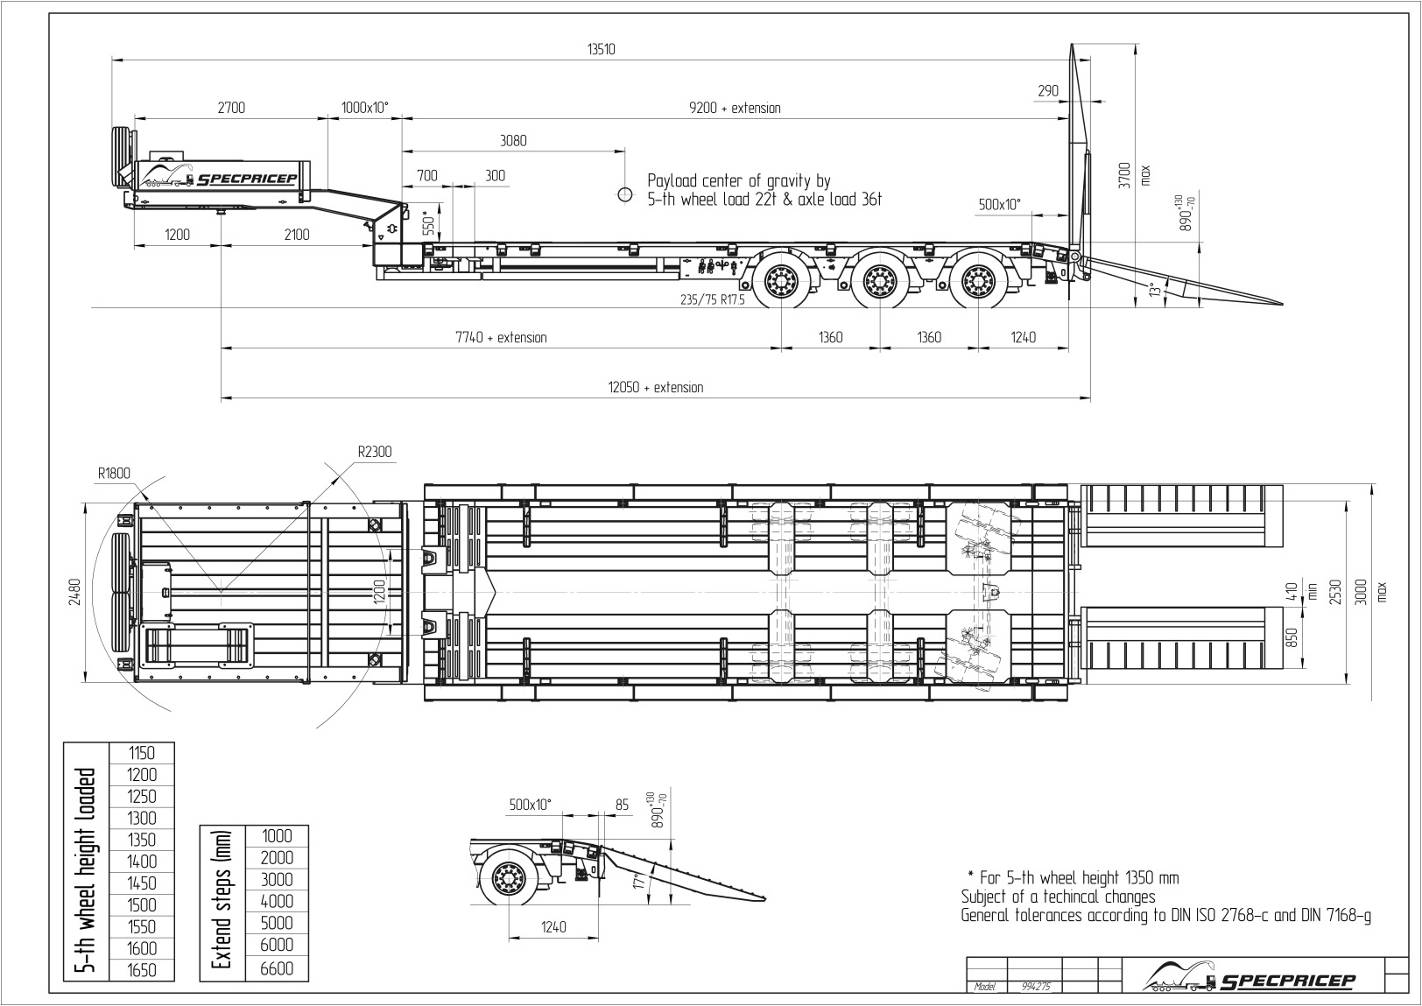 13510
2700
1000x10°
9200 + extension
290
3080
700
300
Payload center of gravity by
5-th wheel load 22t & axle load 36t
3700
max
500x10°
890 +130 -70
550*
SPECPRICEP
1200
2100
235/75 R17.5
13°
7740 + extension
1360
1360
1240
12050 + extension
R1800
R2300
2480
1200
410
min
850
2530
3000
max
5-th wheel height loaded
1150
1200
1250
1300
1350
1400
1450
1500
1550
1600
1650
Extend steps (mm)
1000
2000
3000
4000
5000
6000
6600
500x10°
85
890 +130 -70
17°
1240
* For 5-th wheel height 1350 mm
Subject of a techincal changes
General tolerances according to DIN ISO 2768-c and DIN 7168-g
Model
994275
SPECPRICEP